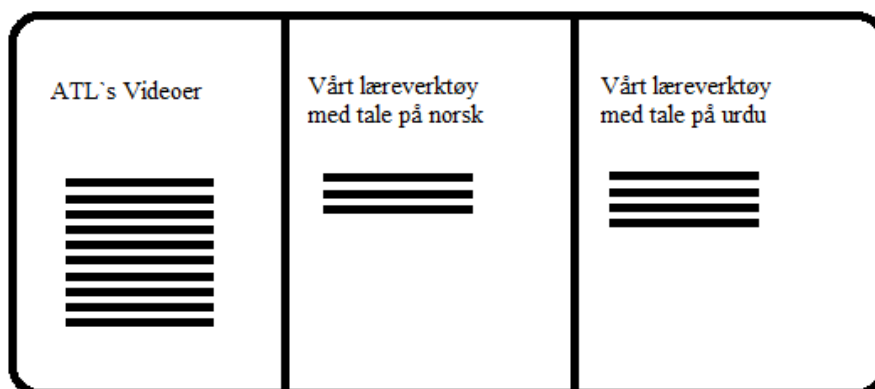 ATL`s Videoer
Vårt læreverktøy
med tale på norsk
Vårt læreverktøy
med tale på urdu